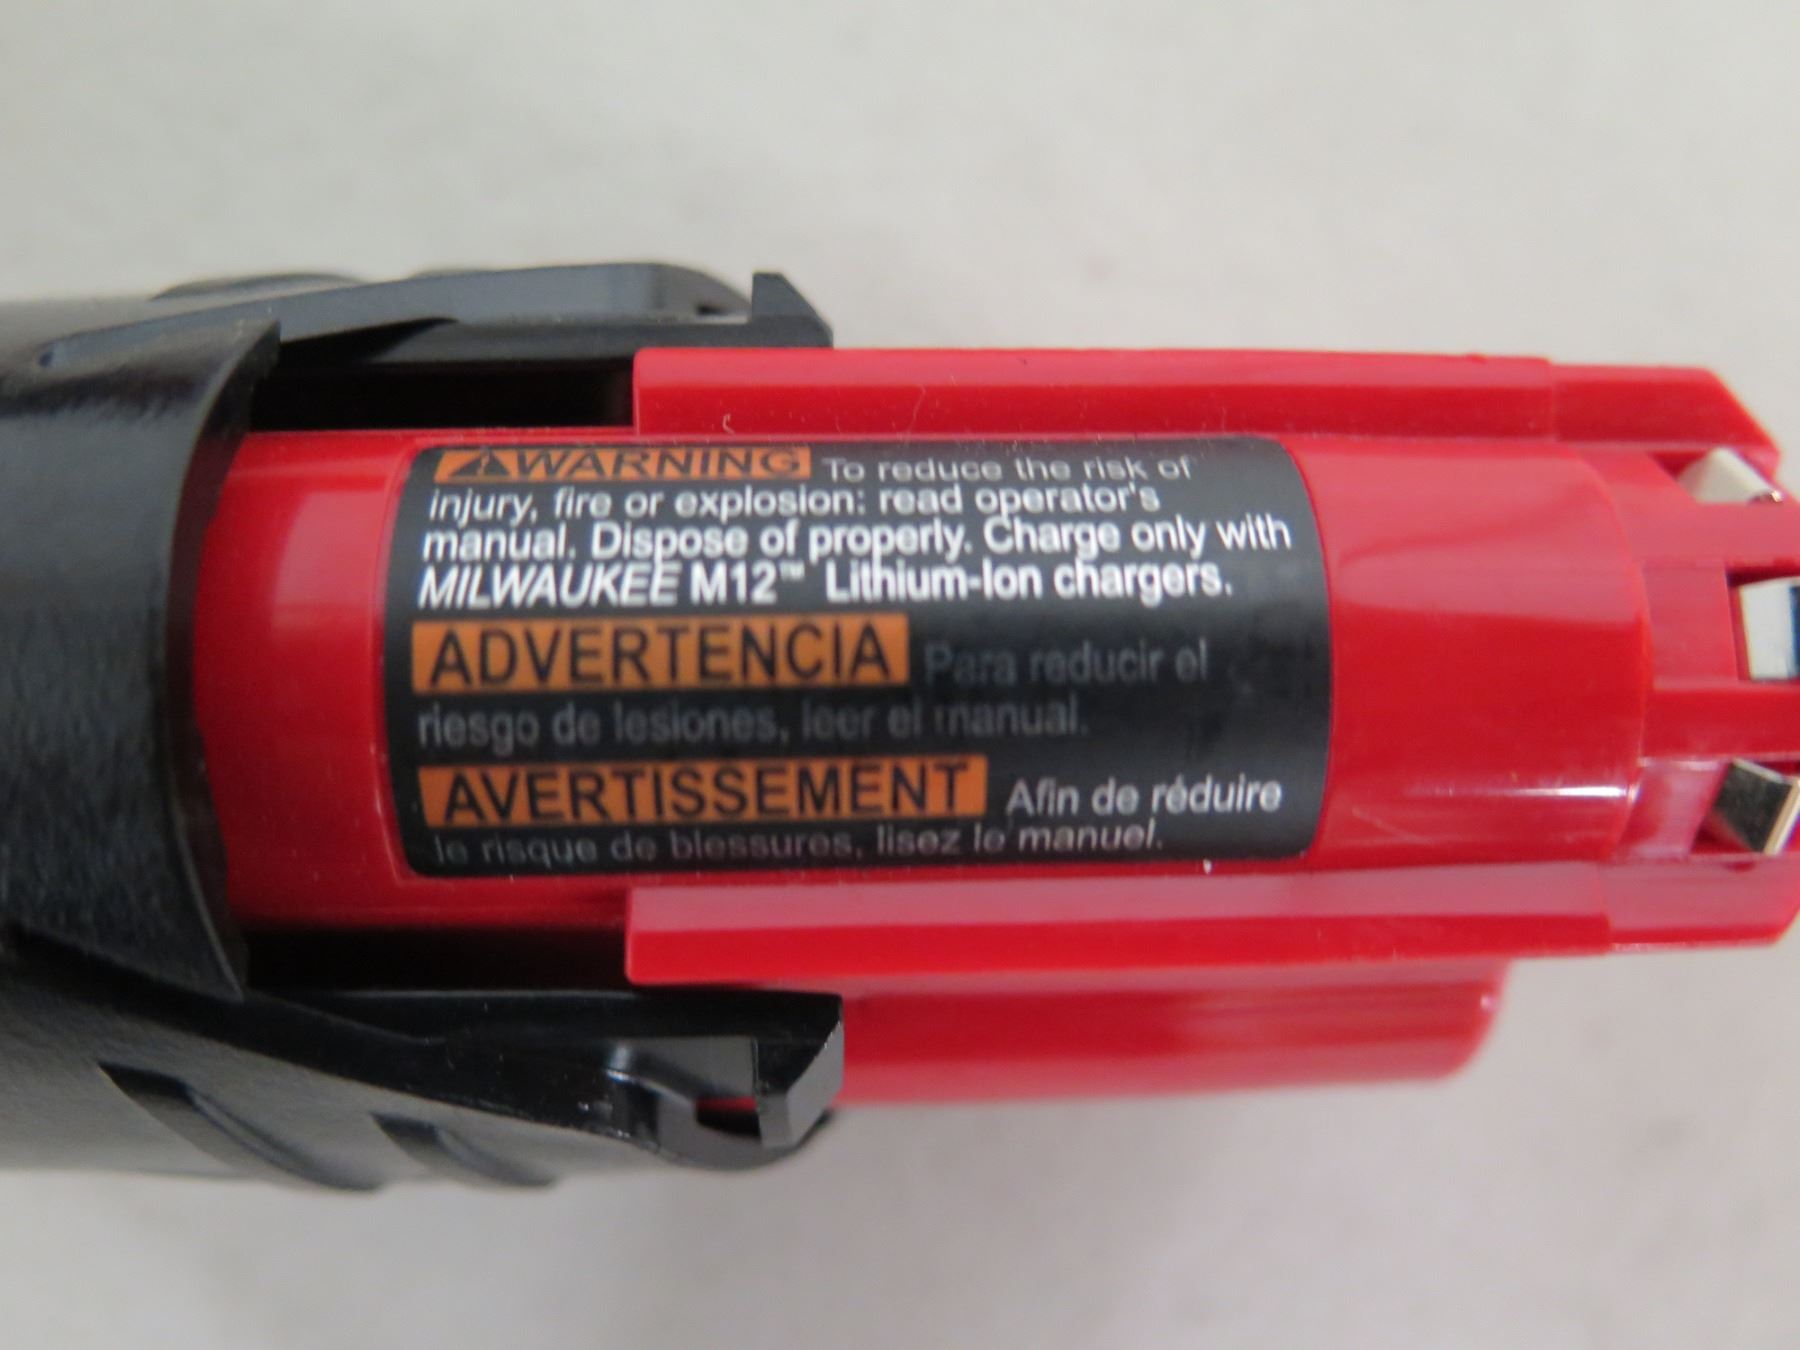 ⚠WARNING To reduce the risk of
injury, fire or explosion: read operator's
manual. Dispose of properly. Charge only with
MILWAUKEE M12™ Lithium-Ion chargers.
ADVERTENCIA Para reducir el
riesgo de lesiones, leer el manual.
AVERTISSEMENT Afin de réduire
le risque de blessures, lisez le manuel.